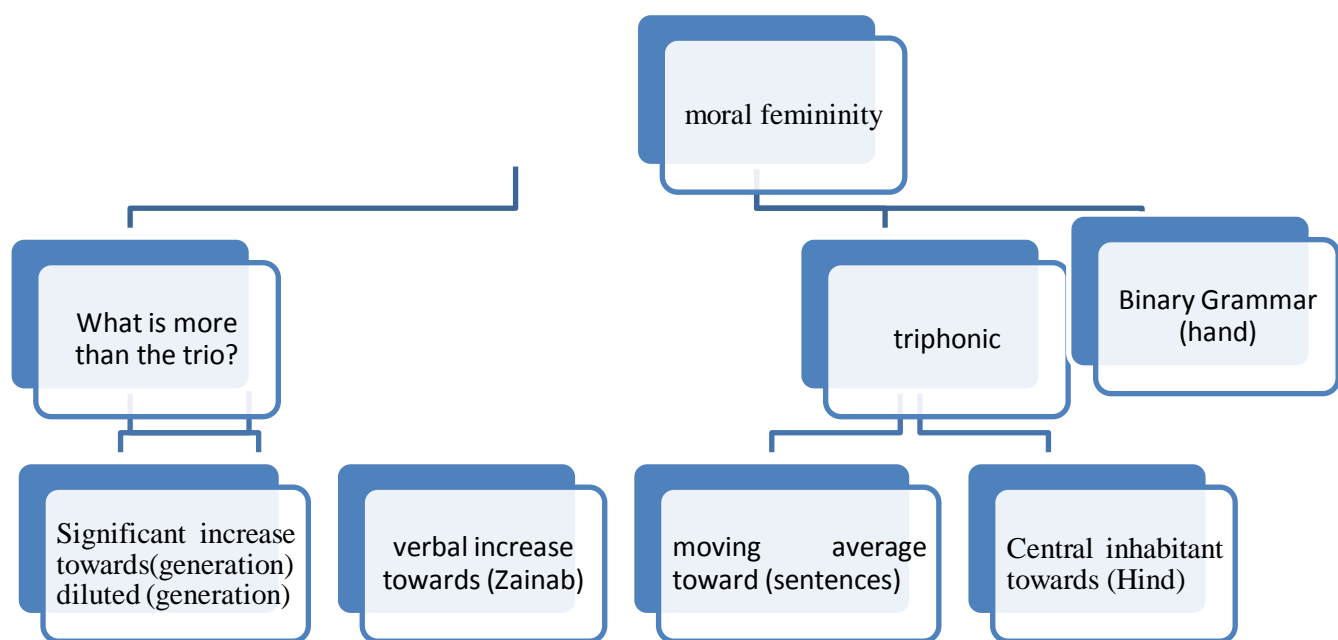 moral femininity
What is more
than the trio?
triphonic
Binary Grammar
(hand)
Significant increase
towards(generation)
diluted (generation)
verbal increase
towards (Zainab)
moving average
toward (sentences)
Central inhabitant
towards (Hind)